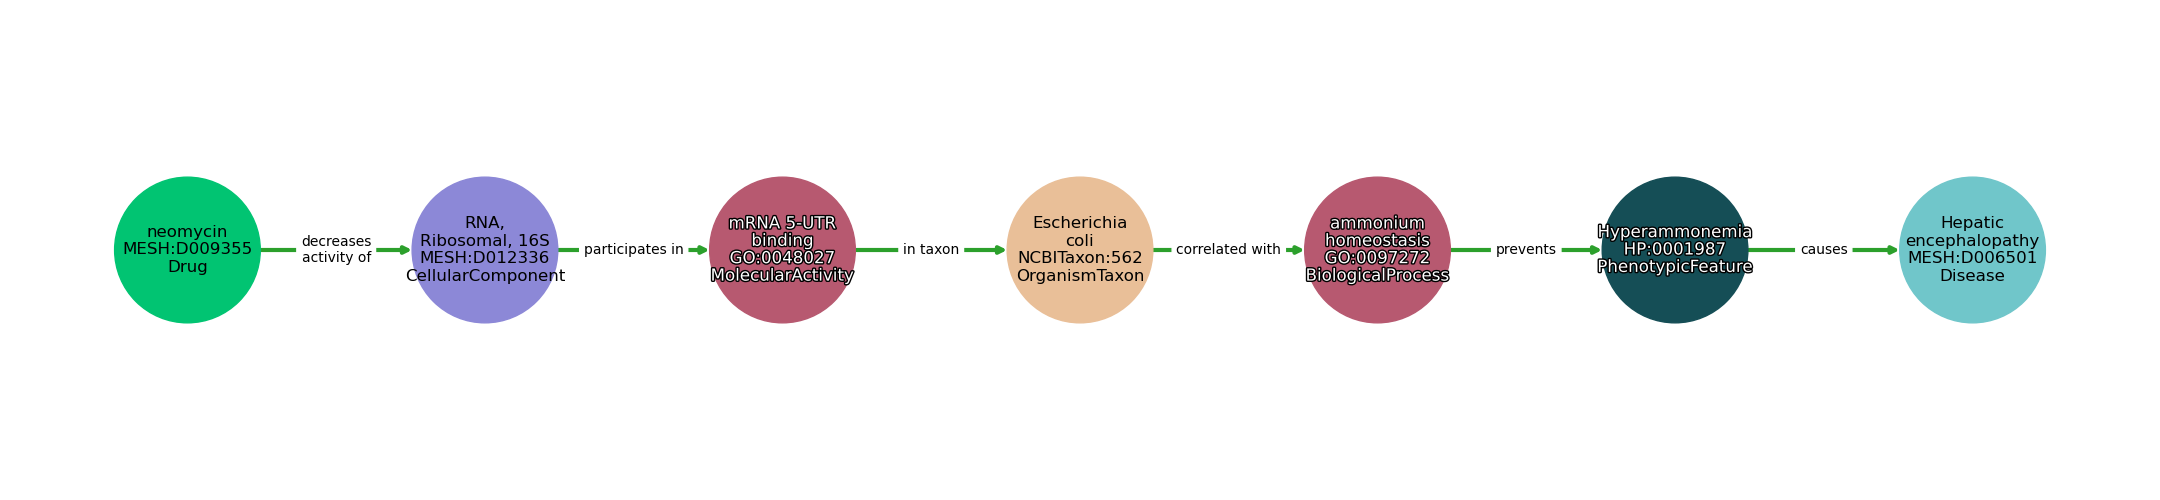 neomycin
MESH:D009355
Drug
decreases
activity of
RNA,
Ribosomal, 16S
MESH:D012336
CellularComponent
participates in
mRNA 5-UTR
binding
GO:0048027
MolecularActivity
in taxon
Escherichia
coli
NCBITaxon:562
OrganismTaxon
correlated with
ammonium
homeostasis
GO:0097272
BiologicalProcess
prevents
Hyperammonemia
HP:0001987
PhenotypicFeature
causes
Hepatic
encephalopathy
MESH:D006501
Disease